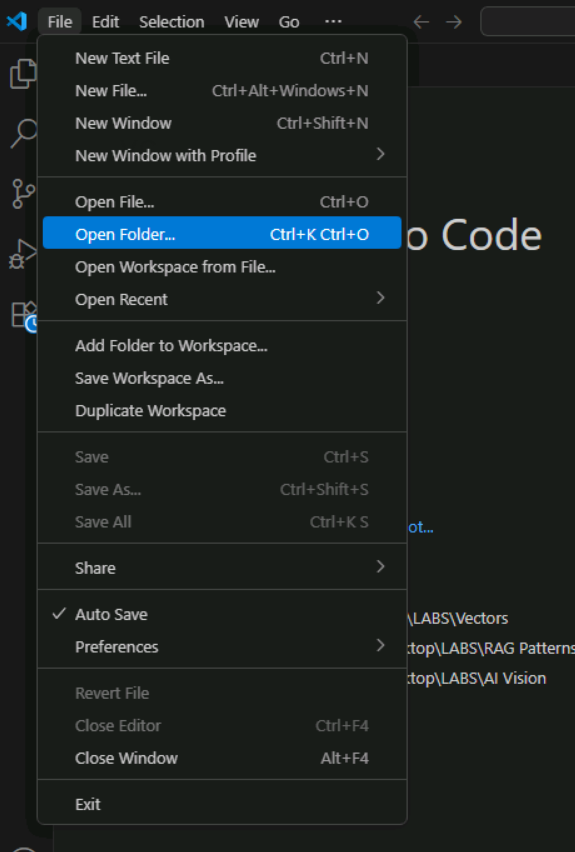 File Edit Selection View Go ...
New Text File Ctrl+N
New File... Ctrl+Alt+Windows+N
New Window Ctrl+Shift+N
New Window with Profile
Open File... Ctrl+O
Open Folder... Ctrl+K Ctrl+O
o Code
Open Workspace from File...
Open Recent
Add Folder to Workspace...
Save Workspace As...
Duplicate Workspace
Save Ctrl+S
Save As... Ctrl+Shift+S
Save All Ctrl+K S
ot...
Share
Auto Save
\LABS\Vectors
Preferences
ktop\LABS\RAG Patterns
ktop\LABS\AI Vision
Revert File
Close Editor Ctrl+F4
Close Window Alt+F4
Exit